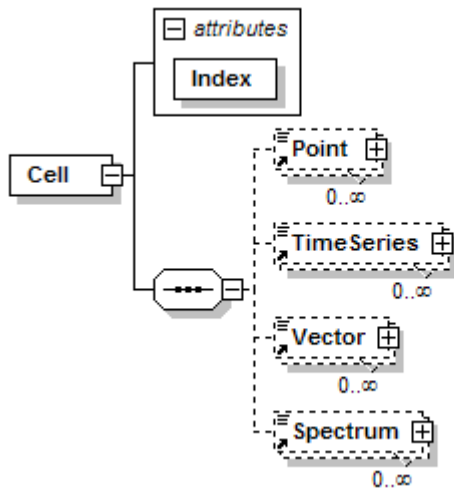 attributes
Index
Cell
Point
0..∞
TimeSeries
0..∞
Vector
0..∞
Spectrum
0..∞